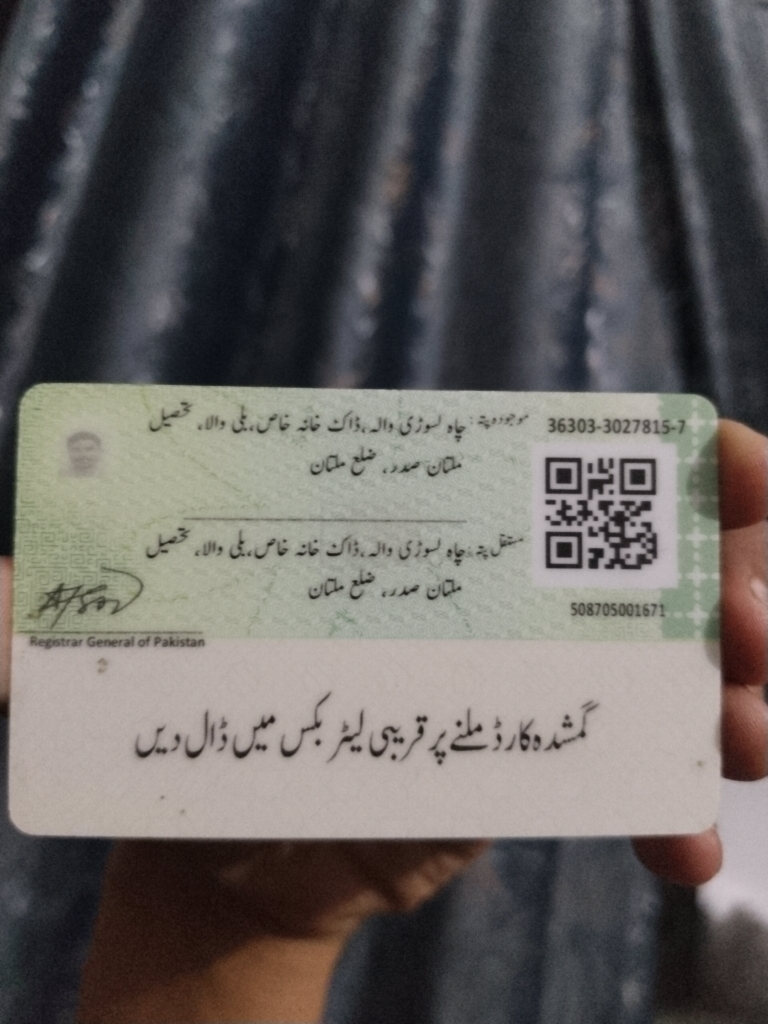 36303-3027815-7
موجودہ پتہ: چاہ لسوڑی والہ، ڈاک خانہ خاص، بلی والا، تحصیل
ملتان صدر، ضلع ملتان
مستقل پتہ: چاہ لسوڑی والہ، ڈاک خانہ خاص، بلی والا، تحصیل
ملتان صدر، ضلع ملتان
508705001671
Registrar General of Pakistan
گمشدہ کارڈ ملنے پر قریبی لیٹر بکس میں ڈال دیں